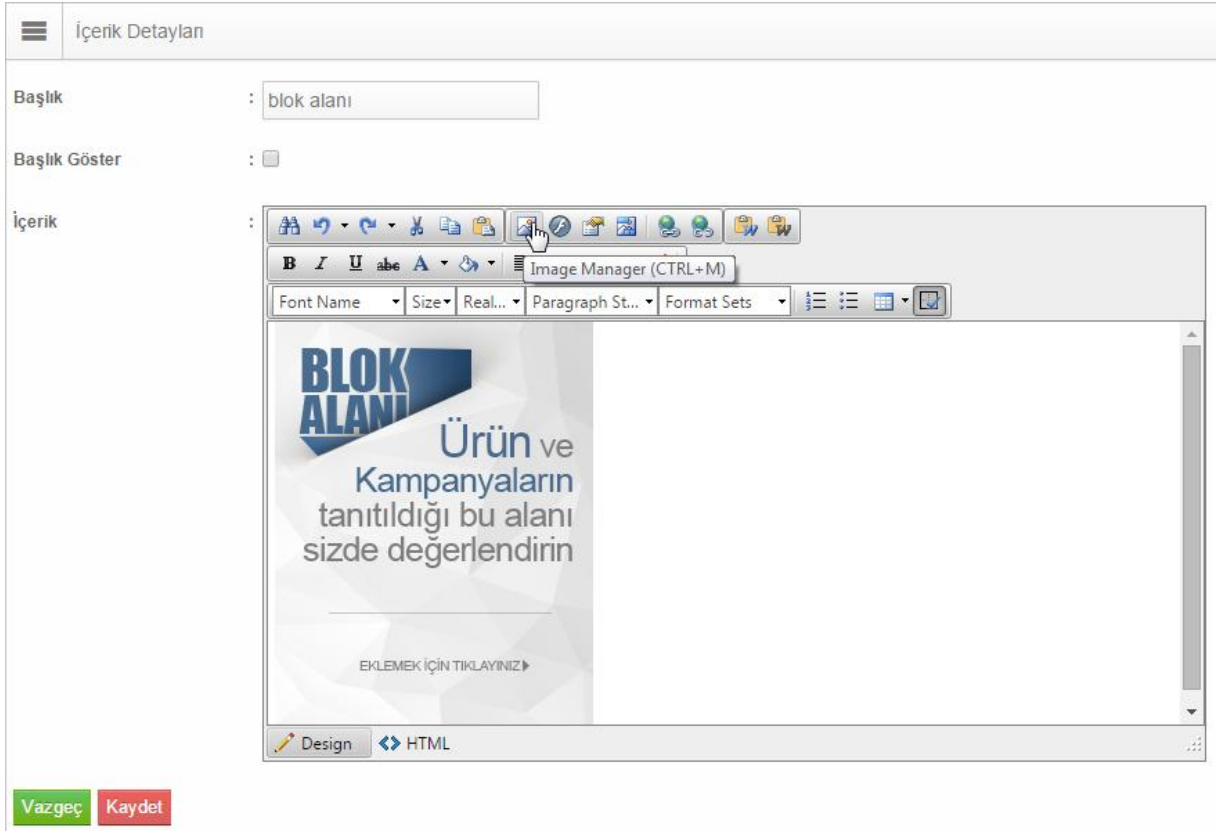 İçerik Detayları
Başlık : blok alanı
Başlık Göster :
İçerik :
B I U abc A
Image Manager (CTRL+M)
Font Name Size Real... Paragraph St... Format Sets
BLOK
ALANI
Ürün ve
Kampanyaların
tanıtıldığı bu alanı
sizde değerlendirin
EKLEMEK İÇİN TIKLAYINIZ
Design HTML
Vazgeç Kaydet